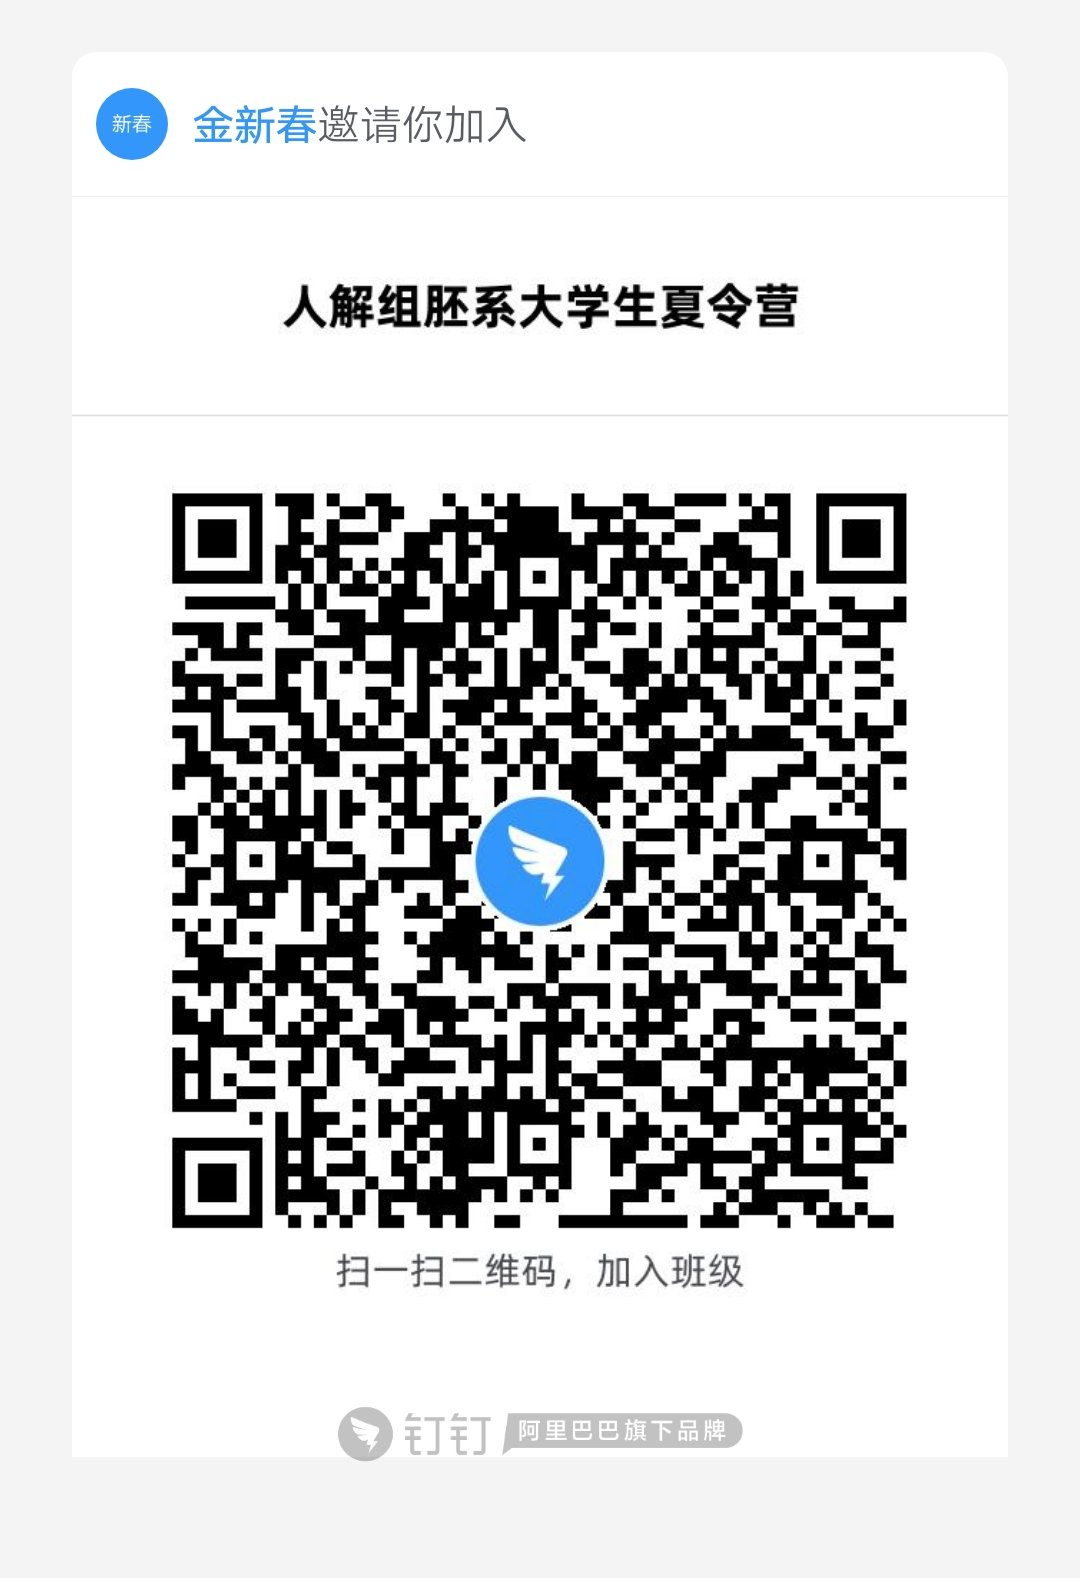 新春
金新春邀请你加入
人解组胚系大学生夏令营
扫一扫二维码，加入班级
钉钉 阿里巴巴旗下品牌